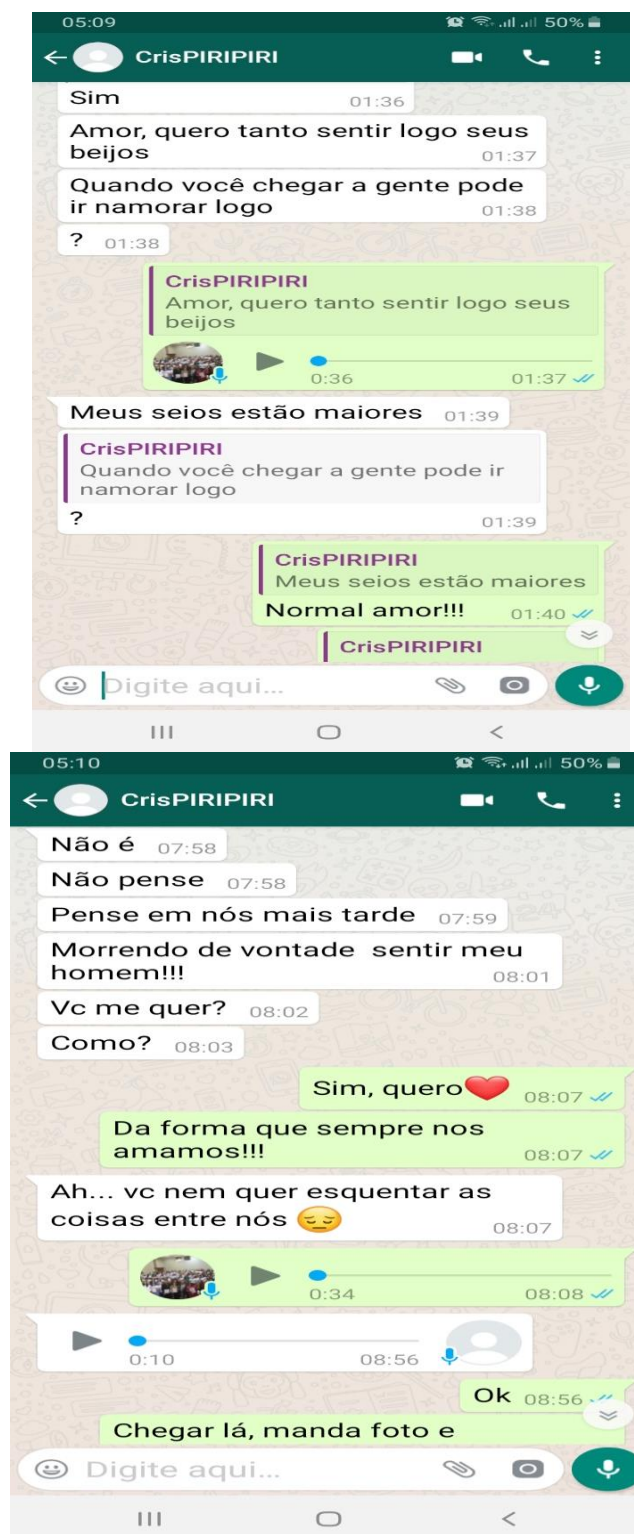 05:09 50%
CrisPIRIPIRI
Sim 01:36
Amor, quero tanto sentir logo seus
beijos 01:37
Quando você chegar a gente pode
ir namorar logo 01:38
? 01:38
CrisPIRIPIRI
Amor, quero tanto sentir logo seus
beijos
0:36 01:37
Meus seios estão maiores 01:39
CrisPIRIPIRI
Quando você chegar a gente pode ir
namorar logo
? 01:39
CrisPIRIPIRI
Meus seios estão maiores
Normal amor!!! 01:40
CrisPIRIPIRI
Digite aqui...
05:10 50%
CrisPIRIPIRI
Não é 07:58
Não pense 07:58
Pense em nós mais tarde 07:59
Morrendo de vontade sentir meu
homem!!! 08:01
Vc me quer? 08:02
Como? 08:03
Sim, quero 08:07
Da forma que sempre nos
amamos!!! 08:07
Ah... vc nem quer esquentar as
coisas entre nós 08:07
0:34 08:08
0:10 08:56
Ok 08:56
Chegar lá, manda foto e
Digite aqui...